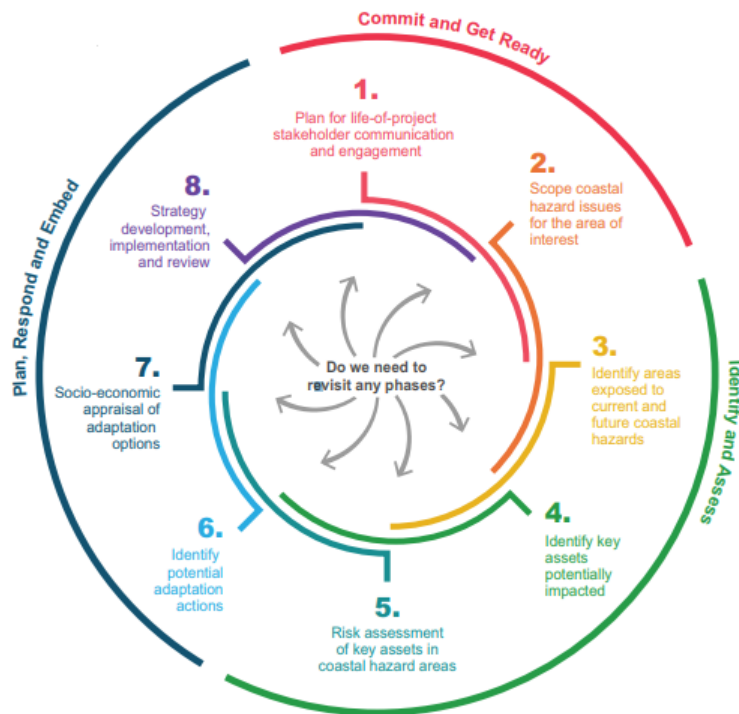 Commit and Get Ready
1.
Plan for life-of-project
stakeholder communication
and engagement
2.
Scope coastal
hazard issues
for the area of
interest
Identify and Assess
3.
Identify areas
exposed to
current and
future coastal
hazards
4.
Identify key
assets
potentially
impacted
5.
Risk assessment
of key assets in
coastal hazard areas
Plan, Respond and Embed
6.
Identify
potential
adaptation
actions
7.
Socio-economic
appraisal of
adaptation
options
8.
Strategy
development,
implementation
and review
Do we need to
revisit any phases?